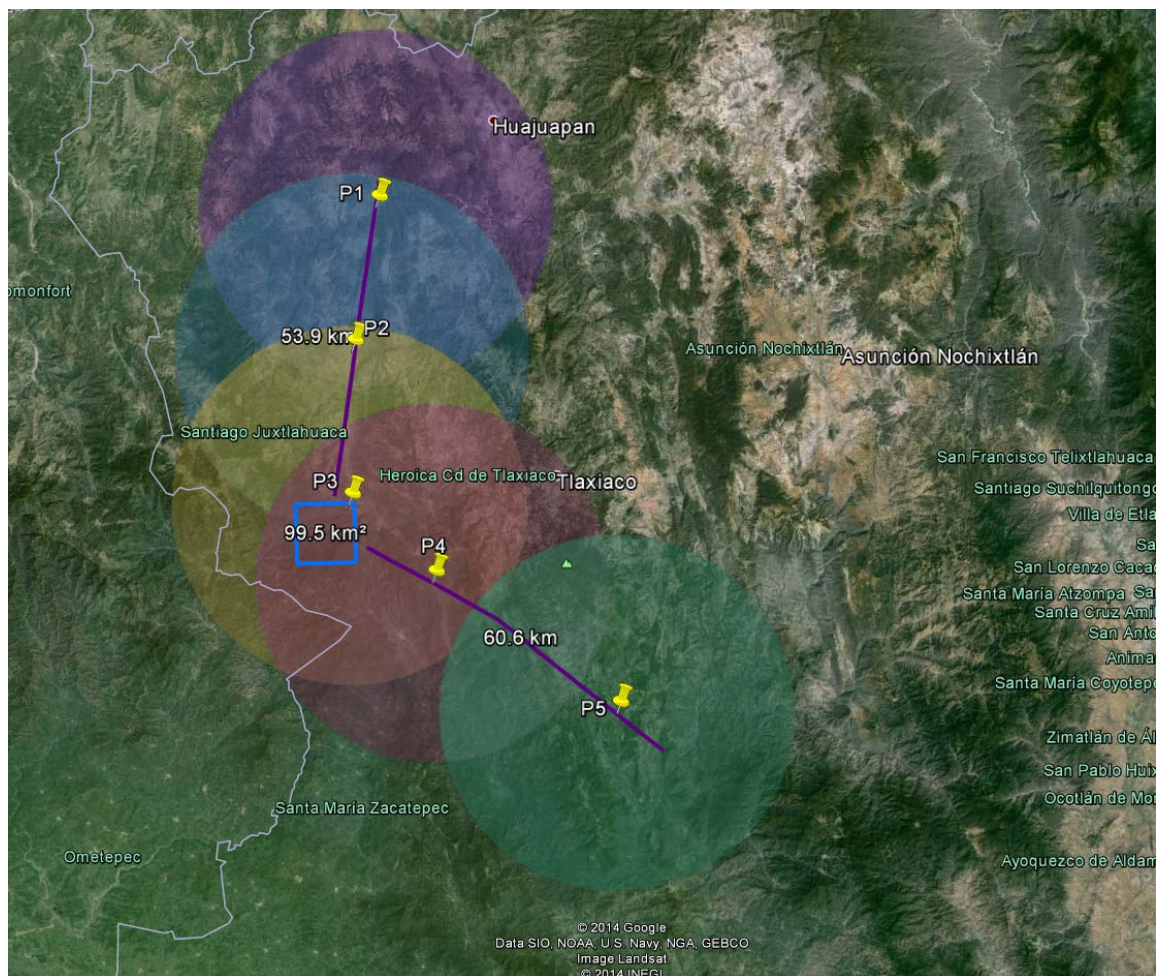 Huajuapan
P1
omonfort
53.9 km
P2
Asunción Nochixtlán
Asunción Nochixtlán
Santiago Juxtlahuaca
San Francisco Telixtlahuaca
Heroica Cd de Tlaxiaco
Tlaxiaco
P3
Santiago Suchilquitongo
Villa de Etla
99.5 km²
P4
Sa
San Lorenzo Cacao
Santa María Atzompa
Sa
Santa Cruz Amil
San Anto
60.6 km
Anima
Santa María Coyotepe
P5
Zimatlán de Ál
San Pablo Huix
Santa María Zacatepec
Ocotlán de Mor
Ometepec
Ayoquezco de Aldam
© 2014 Google
Data SIO, NOAA, U.S. Navy, NGA, GEBCO
Image Landsat
© 2014 INEGI